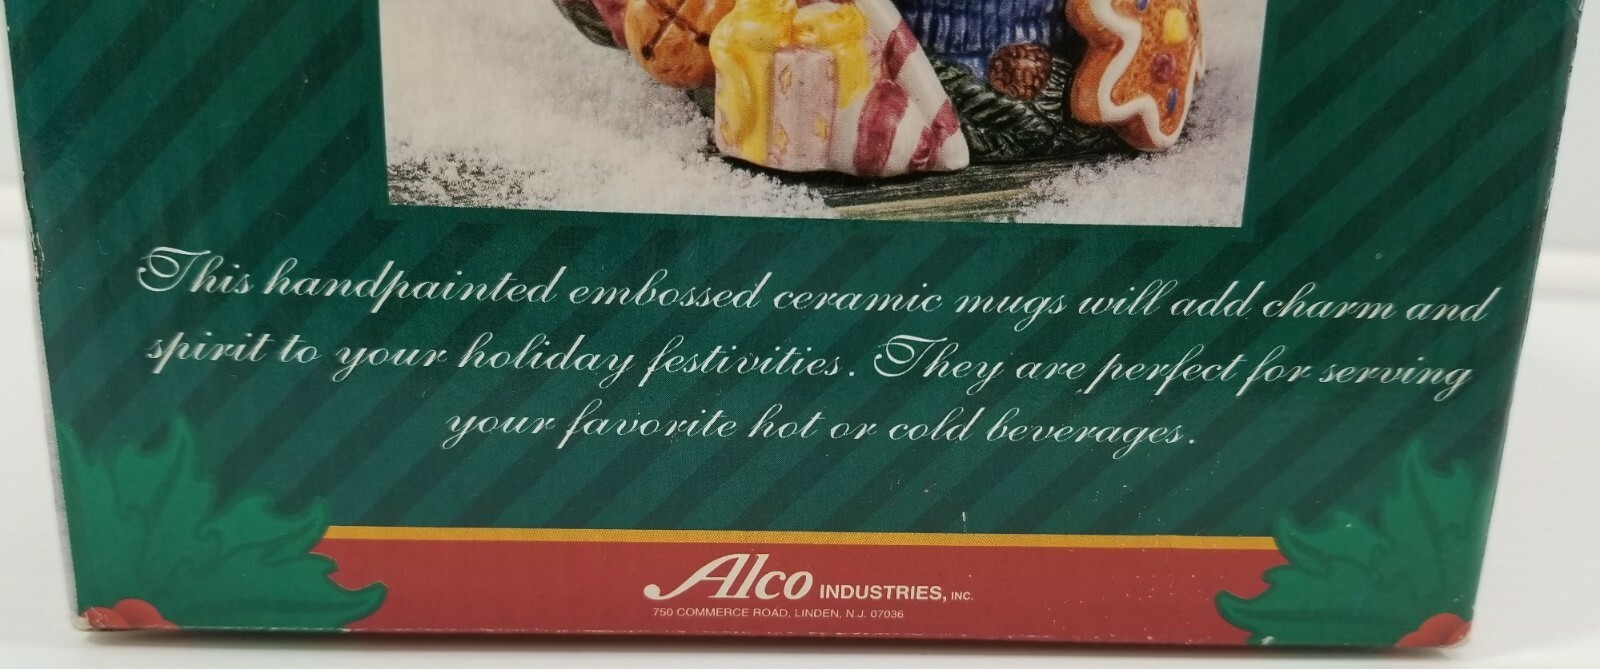 This handpainted embossed ceramic mugs will add charm and
spirit to your holiday festivities. They are perfect for serving
your favorite hot or cold beverages.
Alco INDUSTRIES, INC.
750 COMMERCE ROAD, LINDEN, N.J. 07036